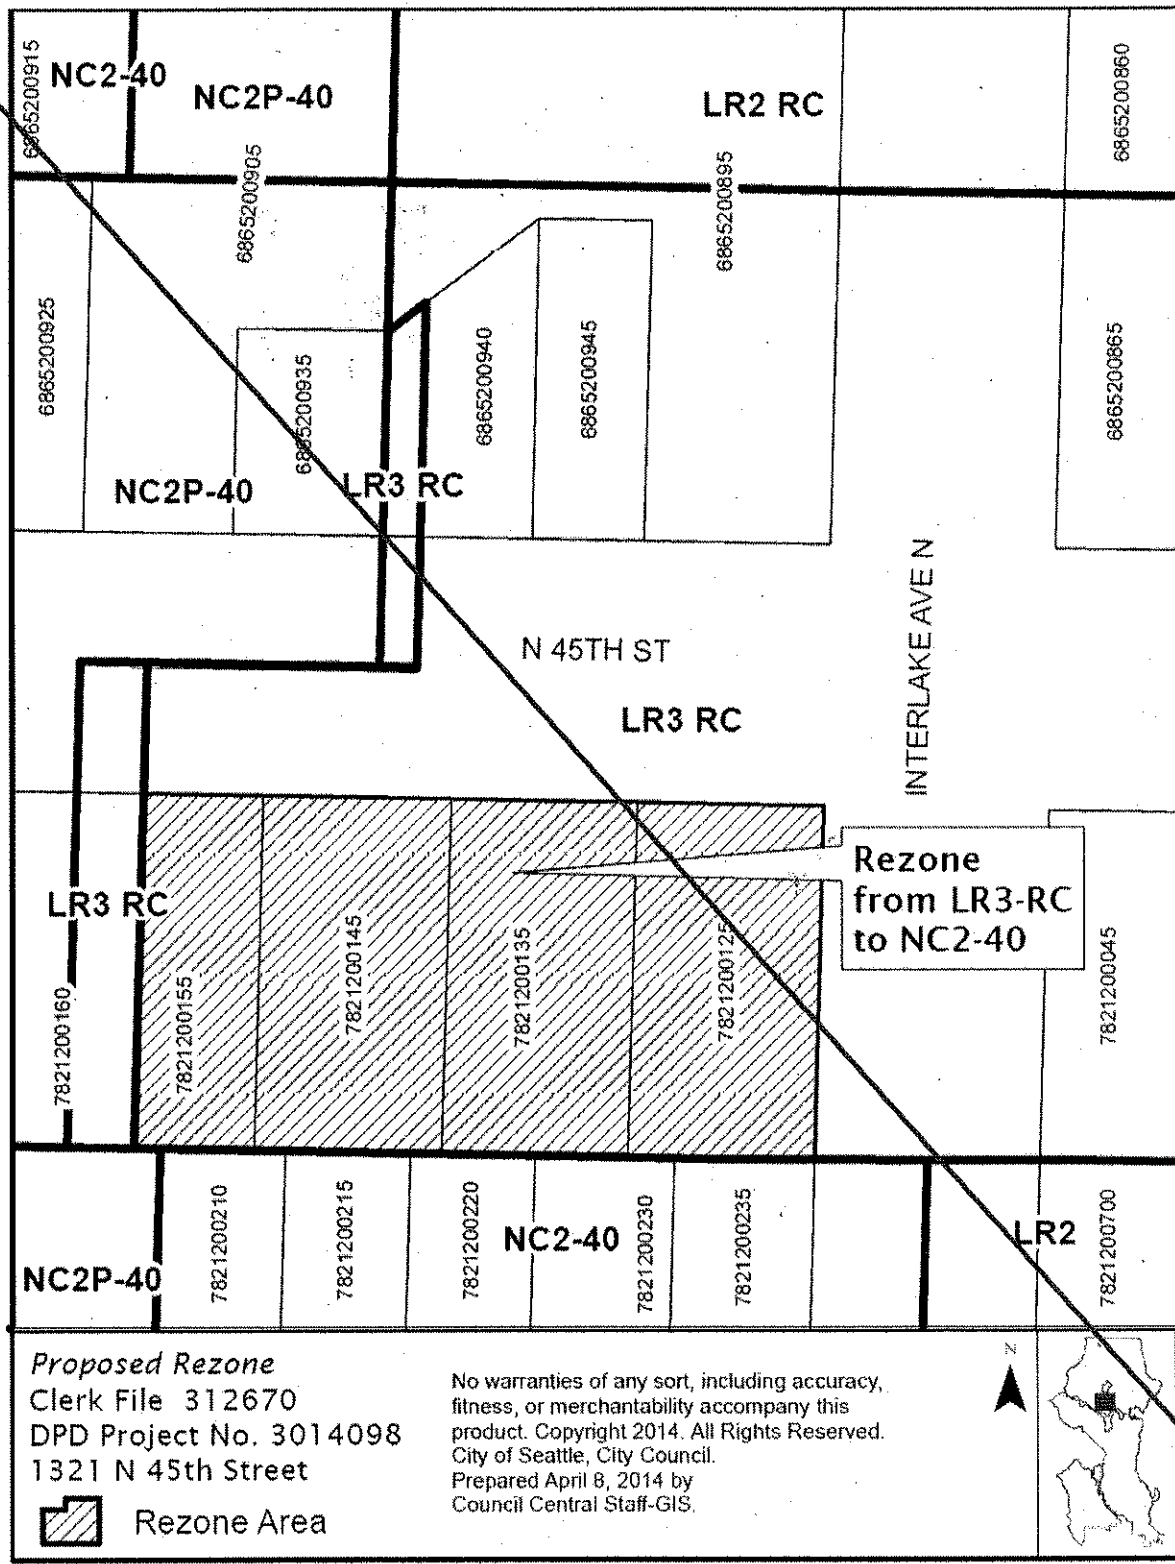 6865200915
NC2-40
NC2P-40
6865200905
LR2 RC
6865200895
6865200860
6865200925
6865200935
6865200940
6865200945
6865200865
NC2P-40
LR3 RC
N 45TH ST
LR3 RC
INTERLAKE AVE N
Rezone
from LR3-RC
to NC2-40
LR3 RC
7821200160
7821200155
7821200145
7821200135
7821200125
7821200045
NC2P-40
7821200210
7821200215
7821200220
NC2-40
7821200230
7821200235
LR2
7821200700
Proposed Rezone
Clerk File 312670
DPD Project No. 3014098
1321 N 45th Street
Rezone Area
No warranties of any sort, including accuracy,
fitness, or merchantability accompany this
product. Copyright 2014. All Rights Reserved.
City of Seattle, City Council.
Prepared April 8, 2014 by
Council Central Staff-GIS.
N